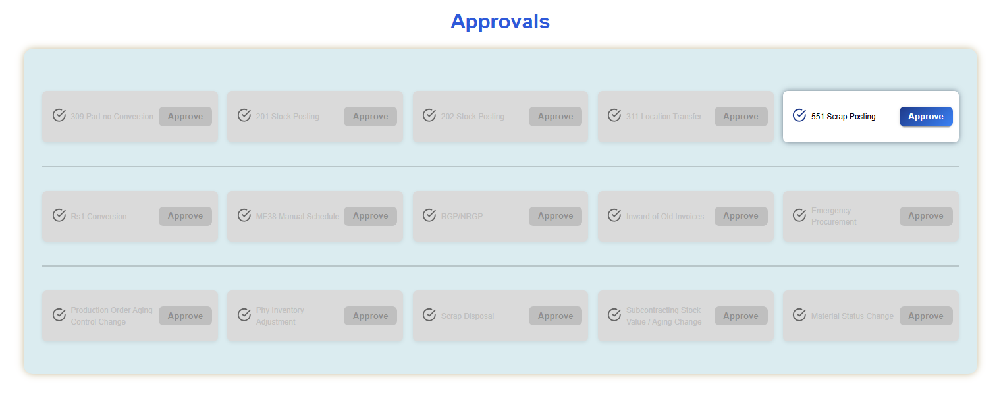 Approvals
309 Part no Conversion Approve
201 Stock Posting Approve
202 Stock Posting Approve
311 Location Transfer Approve
551 Scrap Posting Approve
Rs1 Conversion Approve
ME38 Manual Schedule Approve
RGP/NRGP Approve
Inward of Old Invoices Approve
Emergency
Procurement
Approve
Production Order Aging
Control Change
Approve
Phy Inventory
Adjustment
Approve
Scrap Disposal Approve
Subcontracting Stock
Value / Aging Change
Approve
Material Status Change Approve